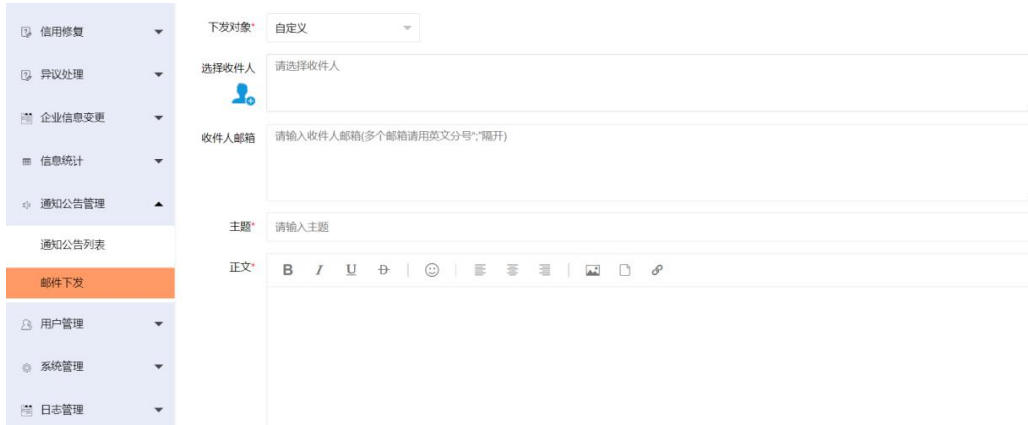 信用修复
异议处理
企业信息变更
信息统计
通知公告管理
通知公告列表
邮件下发
用户管理
系统管理
日志管理
下发对象* 自定义
选择收件人 请选择收件人
收件人邮箱 请输入收件人邮箱(多个邮箱请用英文分号";"隔开)
主题* 请输入主题
正文* B I U D